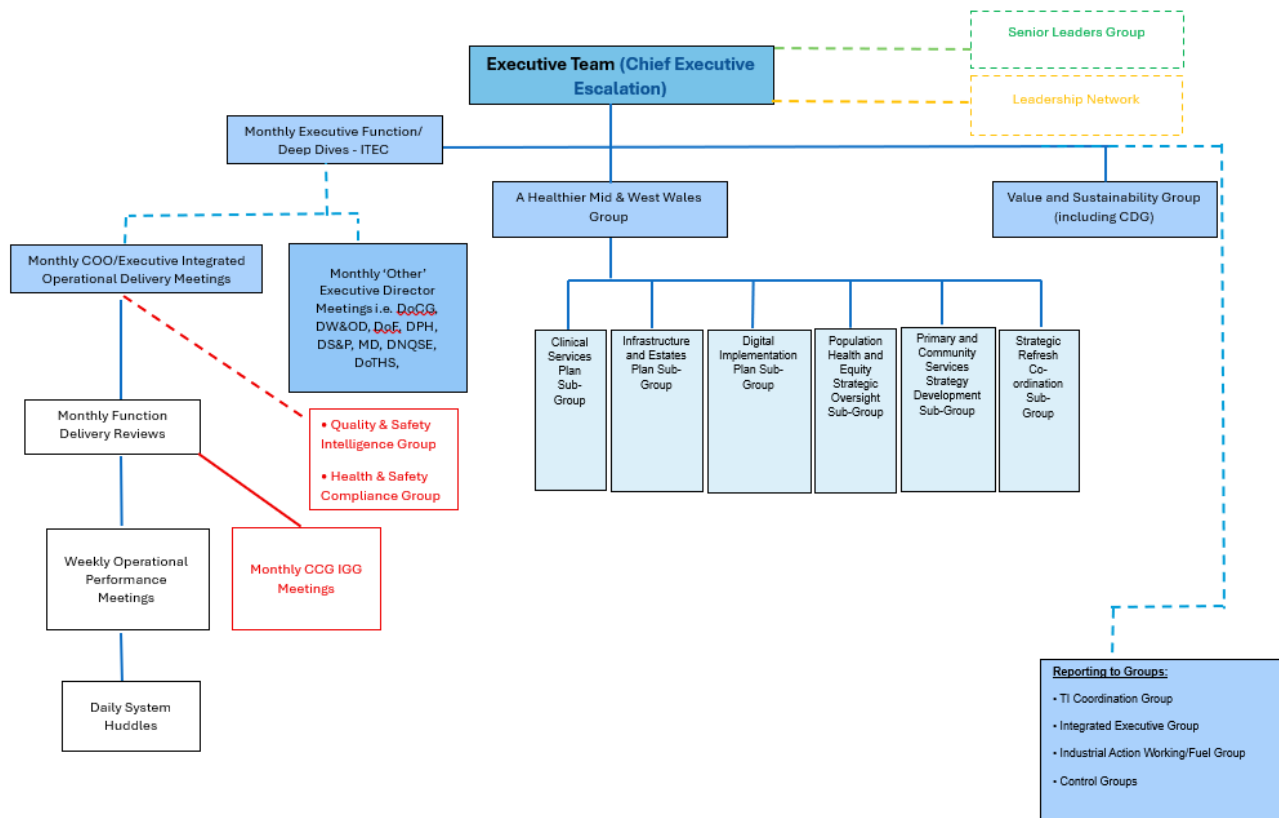 Senior Leaders Group
Executive Team (Chief Executive
Escalation)
Leadership Network
Monthly Executive Function/
Deep Dives - ITEC
A Healthier Mid & West Wales
Group
Value and Sustainability Group
(including CDG)
Monthly COO/Executive Integrated
Operational Delivery Meetings
Monthly ‘Other’
Executive Director
Meetings i.e. DoCG,
DW&OD, DoF, DPH,
DS&P, MD, DNQSE,
DoTHS,
Clinical
Services
Plan
Sub-
Group
Infrastructure
and Estates
Plan Sub-
Group
Digital
Implementation
Plan Sub-
Group
Population
Health and
Equity
Strategic
Oversight
Sub-Group
Primary and
Community
Services
Strategy
Development
Sub-Group
Strategic
Refresh
Co-
ordination
Sub-
Group
Monthly Function
Delivery Reviews
• Quality & Safety
Intelligence Group
• Health & Safety
Compliance Group
Weekly Operational
Performance
Meetings
Monthly CCG IGG
Meetings
Daily System
Huddles
Reporting to Groups:
• TI Coordination Group
• Integrated Executive Group
• Industrial Action Working/Fuel Group
• Control Groups